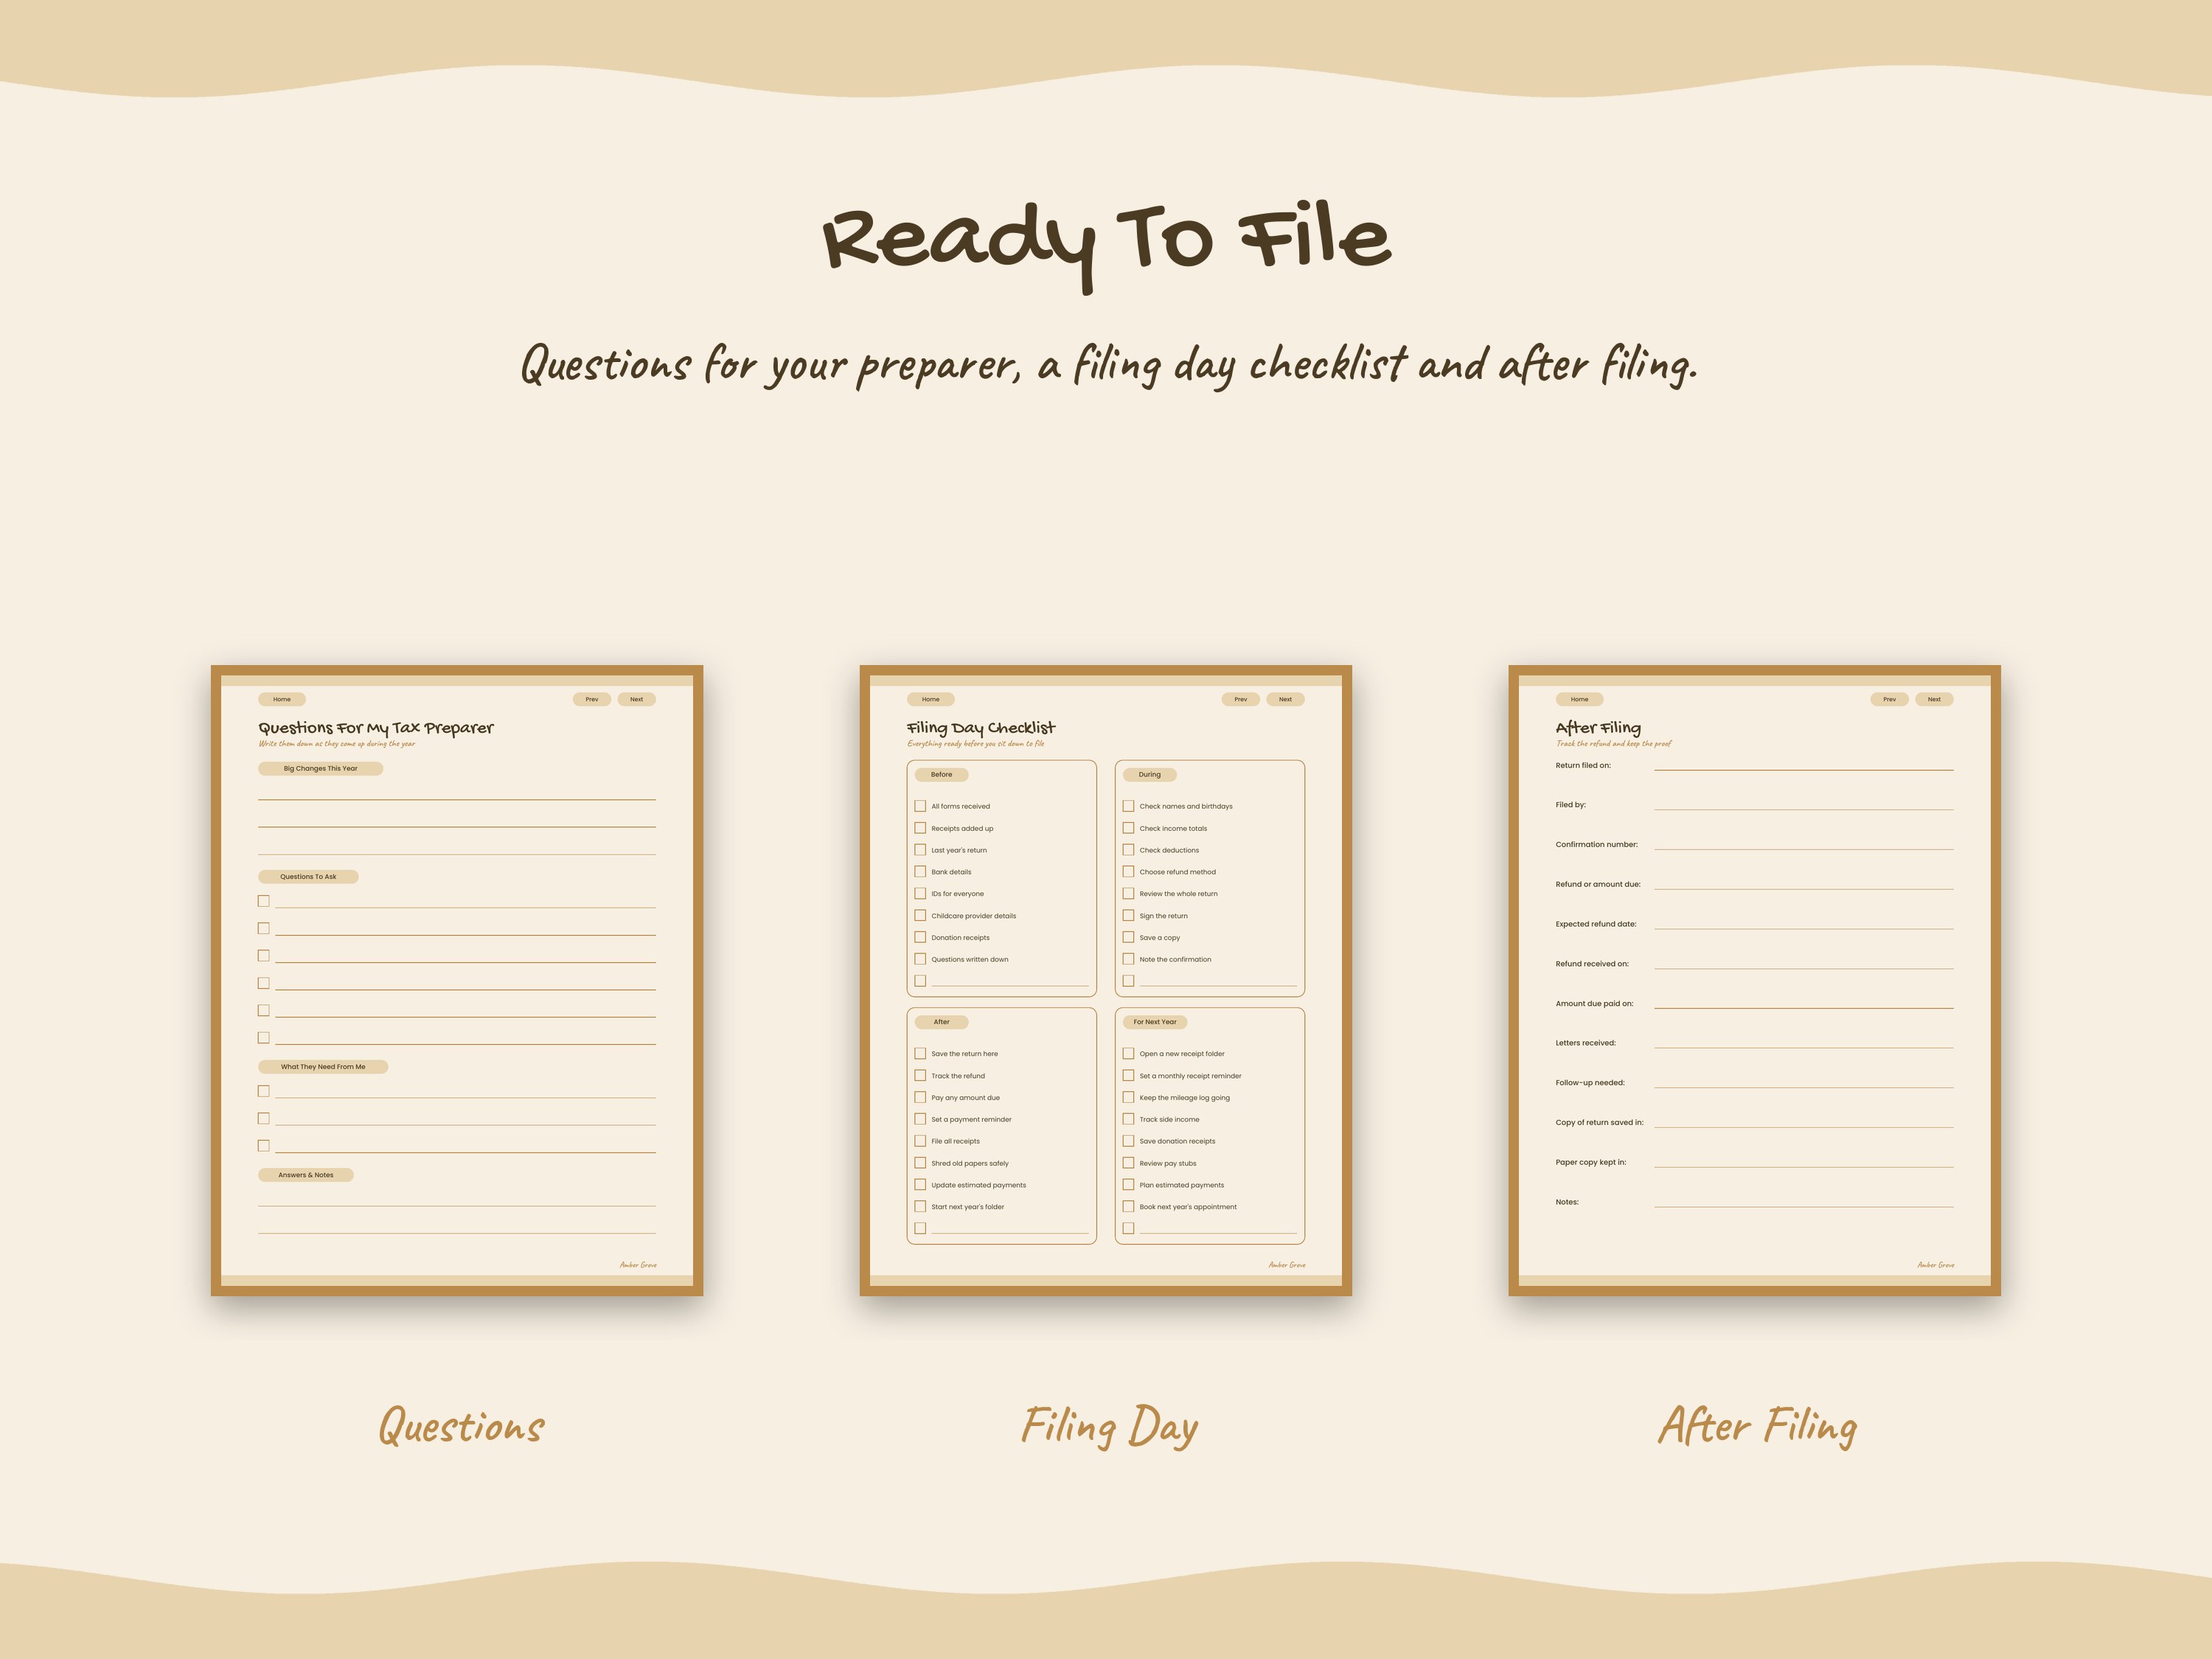 Ready To File
Questions for your preparer, a filing day checklist and after filing.
Home
Prev
Next
Questions For My Tax Preparer
Write them down as they come up during the year
Big Changes This Year
Questions To Ask
What They Need From Me
Answers & Notes
Amber Grove
Home
Prev
Next
Filing Day Checklist
Everything ready before you sit down to file
Before
All forms received
Receipts added up
Last year's return
Bank details
IDs for everyone
Childcare provider details
Donation receipts
Questions written down
During
Check names and birthdays
Check income totals
Check deductions
Choose refund method
Review the whole return
Sign the return
Save a copy
Note the confirmation
After
Save the return here
Track the refund
Pay any amount due
Set a payment reminder
File all receipts
Shred old papers safely
Update estimated payments
Start next year's folder
For Next Year
Open a new receipt folder
Set a monthly receipt reminder
Keep the mileage log going
Track side income
Save donation receipts
Review pay stubs
Plan estimated payments
Book next year's appointment
Amber Grove
Home
Prev
Next
After Filing
Track the refund and keep the proof
Return filed on:
Filed by:
Confirmation number:
Refund or amount due:
Expected refund date:
Refund received on:
Amount due paid on:
Letters received:
Follow-up needed:
Copy of return saved in:
Paper copy kept in:
Notes:
Amber Grove
Questions
Filing Day
After Filing